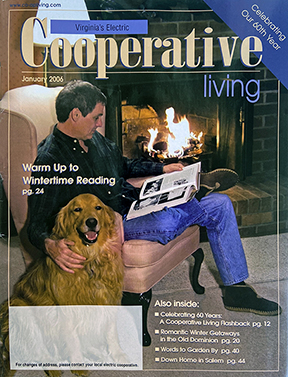 Virginia's Electric
Cooperative
living
Celebrating
Our 60th Year
January 2006
Warm Up to
Wintertime Reading
pg. 24
Also inside:
Celebrating 60 Years:
A Cooperative Living Flashback pg. 12
Romantic Winter Getaways
in the Old Dominion pg. 20
Words to Garden By pg. 40
Down Home in Salem pg. 44
For changes of address, please contact your local electric cooperative.